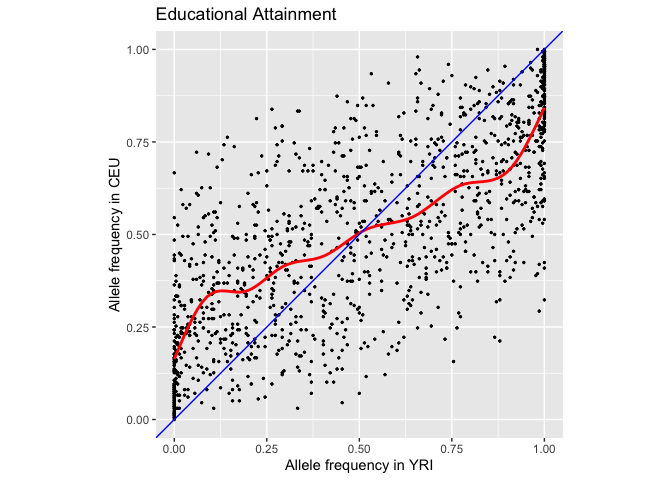 Educational Attainment
1.00
0.75
0.50
0.25
0.00
Allele frequency in CEU
0.00 0.25 0.50 0.75 1.00
Allele frequency in YRI